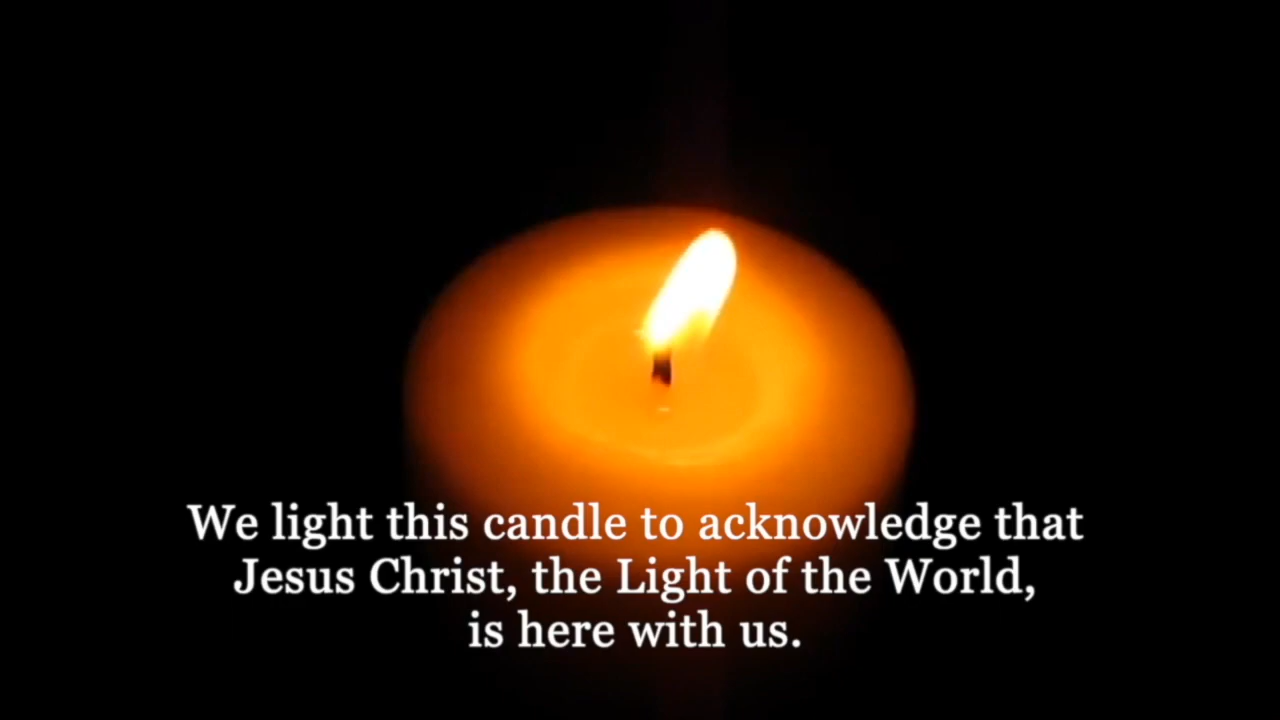 We light this candle to acknowledge that
Jesus Christ, the Light of the World,
is here with us.